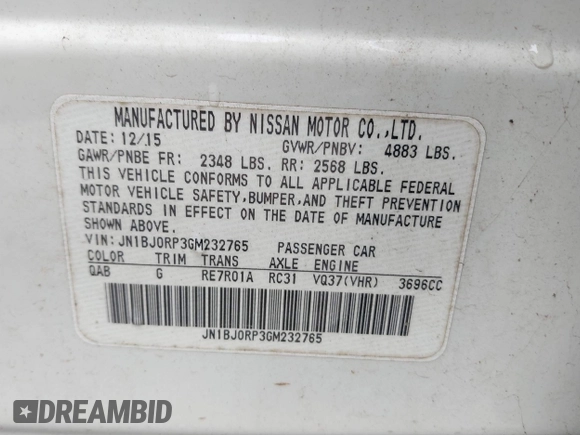 MANUFACTURED BY NISSAN MOTOR CO.,LTD.
DATE: 12/15 GVWR/PNBV: 4883 LBS.
GAWR/PNBE FR: 2348 LBS. RR: 2568 LBS.
THIS VEHICLE CONFORMS TO ALL APPLICABLE FEDERAL
MOTOR VEHICLE SAFETY,BUMPER,AND THEFT PREVENTION
STANDARDS IN EFFECT ON THE DATE OF MANUFACTURE
SHOWN ABOVE.
VIN: JN1BJ0RP3GM232765 PASSENGER CAR
COLOR TRIM TRANS AXLE ENGINE
QAB G RE7R01A RC31 VQ37(VHR) 3696CC
JN1BJ0RP3GM232765
DREAMBID